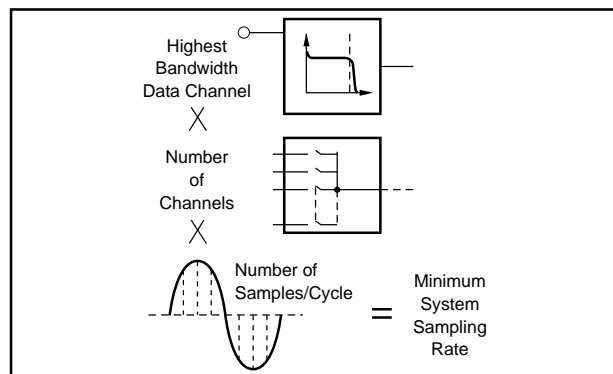 Highest
Bandwidth
Data Channel
X
Number
of
Channels
X
Number of
Samples/Cycle
=
Minimum
System
Sampling
Rate